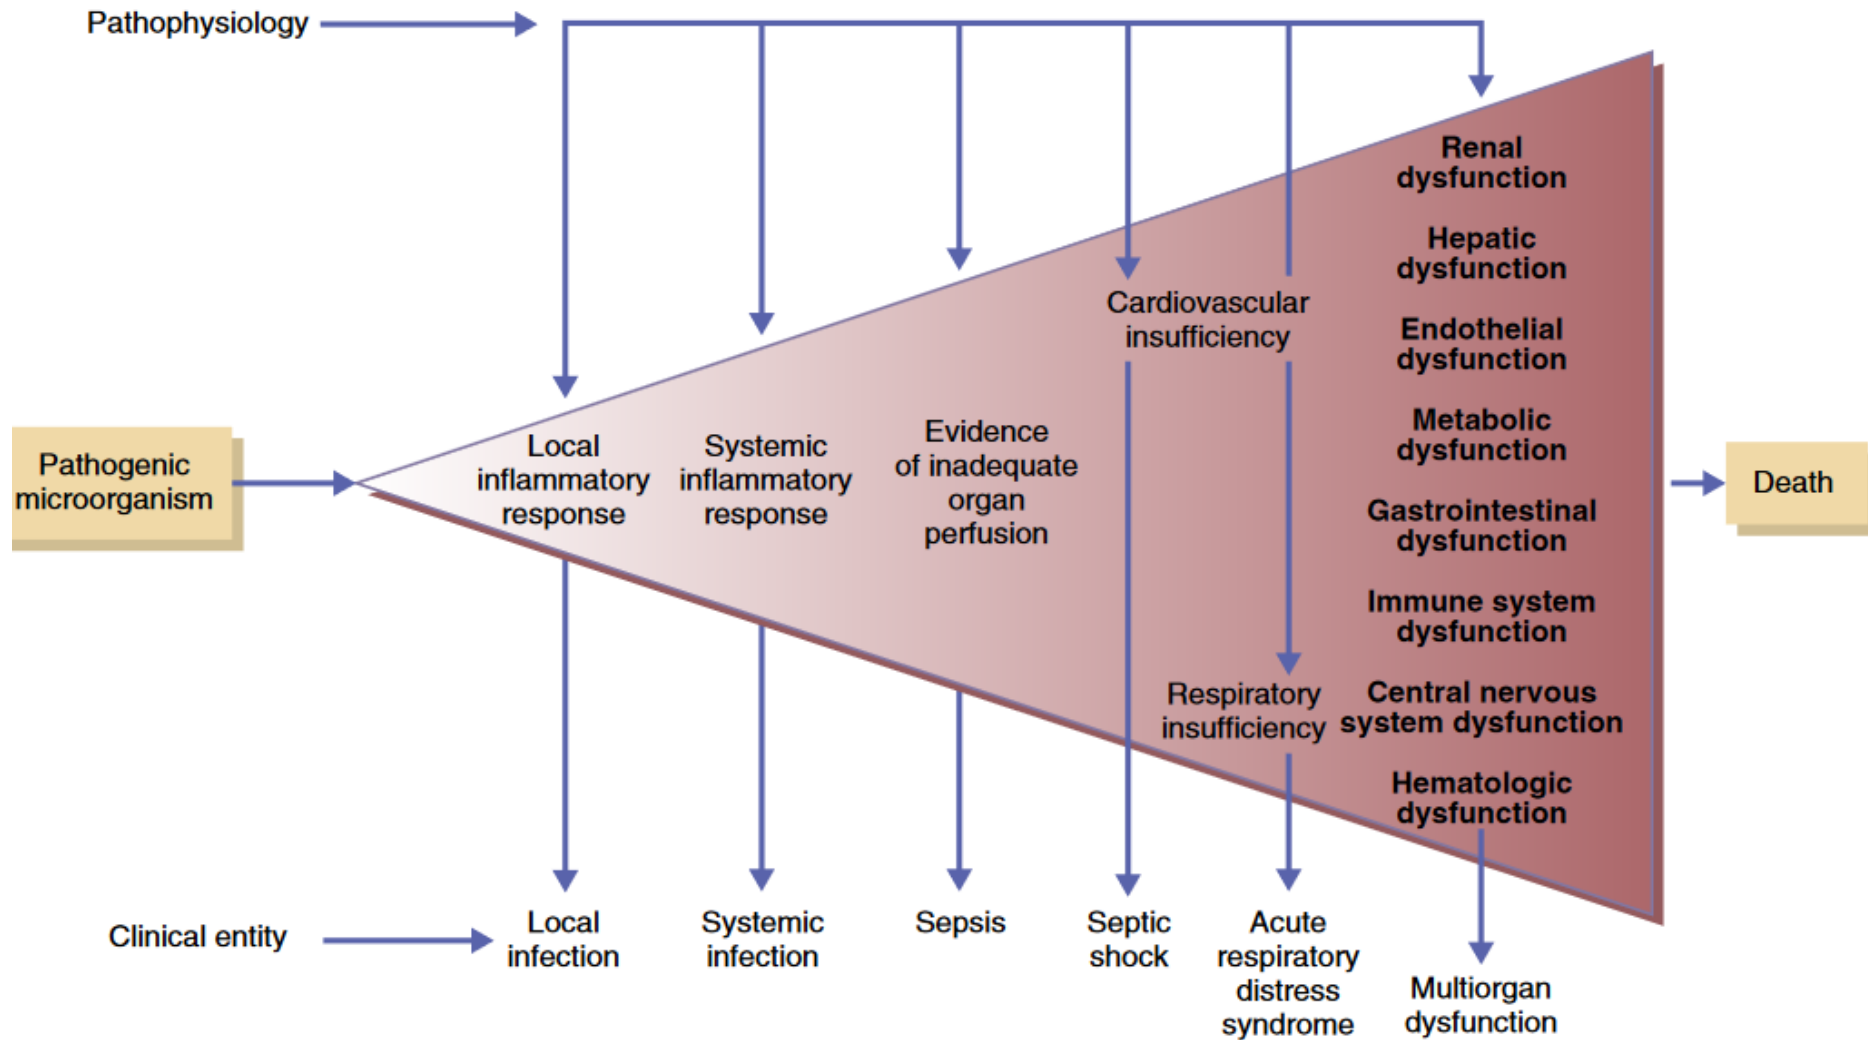 Pathophysiology
Renal
dysfunction
Hepatic
dysfunction
Cardiovascular
insufficiency
Endothelial
dysfunction
Pathogenic
microorganism
Local
inflammatory
response
Systemic
inflammatory
response
Evidence
of inadequate
organ
perfusion
Metabolic
dysfunction
Death
Gastrointestinal
dysfunction
Immune system
dysfunction
Respiratory
insufficiency
Central nervous
system dysfunction
Hematologic
dysfunction
Clinical entity
Local
infection
Systemic
infection
Sepsis
Septic
shock
Acute
respiratory
distress
syndrome
Multiorgan
dysfunction